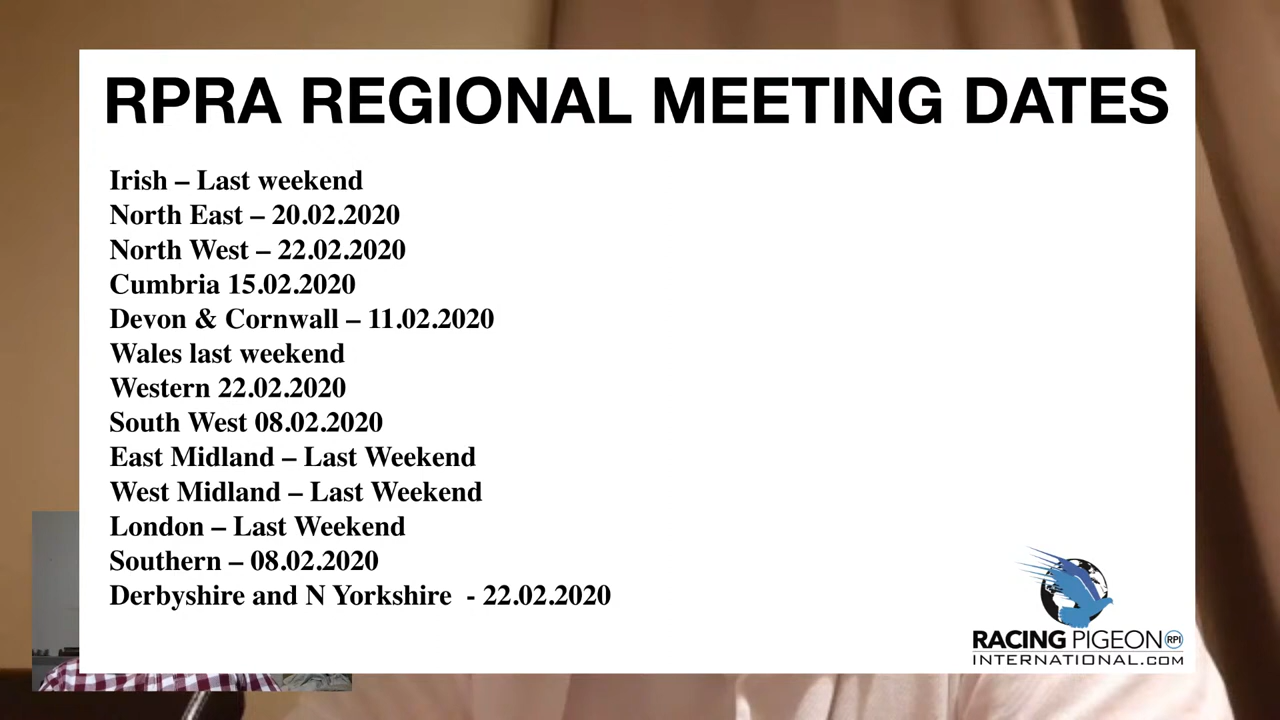 RPRA REGIONAL MEETING DATES
Irish – Last weekend
North East – 20.02.2020
North West – 22.02.2020
Cumbria 15.02.2020
Devon & Cornwall – 11.02.2020
Wales last weekend
Western 22.02.2020
South West 08.02.2020
East Midland – Last Weekend
West Midland – Last Weekend
London – Last Weekend
Southern – 08.02.2020
Derbyshire and N Yorkshire  - 22.02.2020
RACING PIGEON RPI
INTERNATIONAL.COM